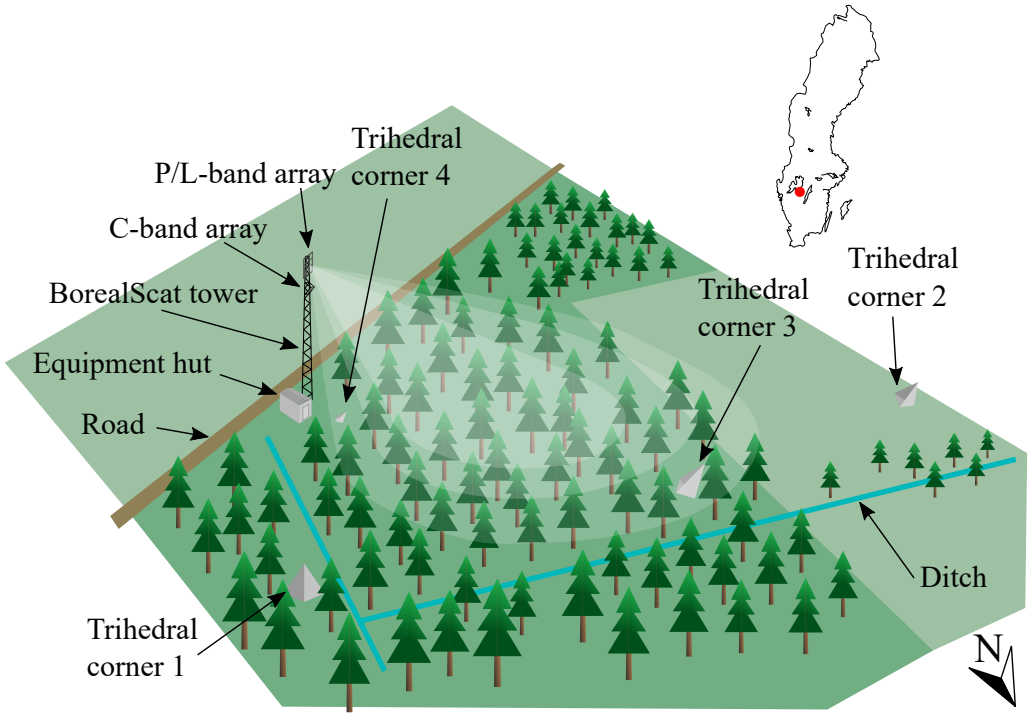 Trihedral
corner 4
P/L-band array
C-band array
BorealScat tower
Equipment hut
Road
Trihedral
corner 3
Trihedral
corner 2
Ditch
Trihedral
corner 1
N